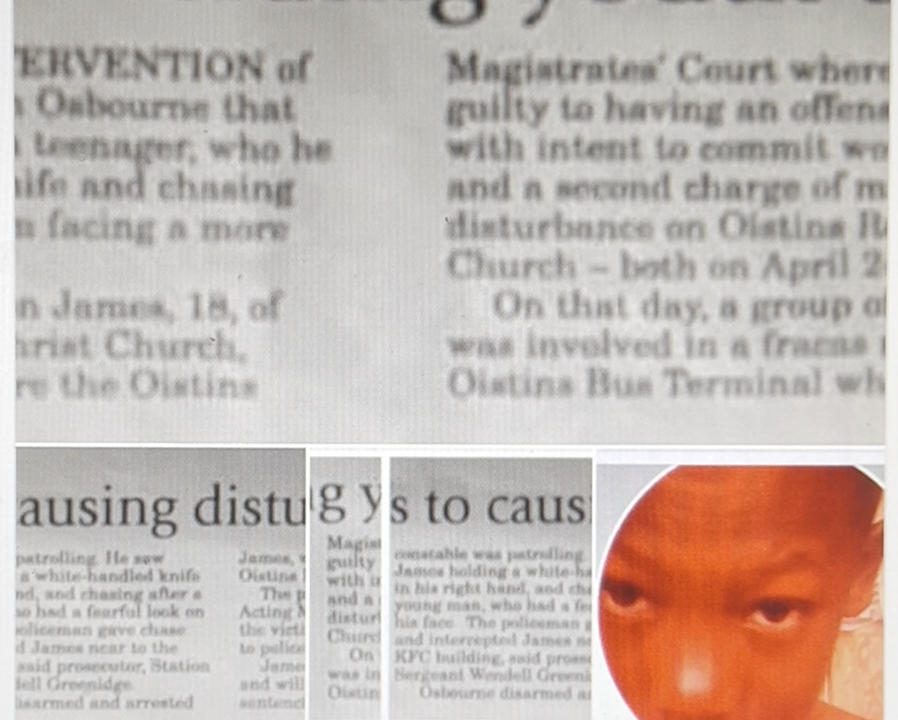 ERVENTION of
Osbourne that
teenager, who he
ife and chasing
facing a more
n James, 18, of
hrist Church,
re the Oistins
Magistrates' Court where
guilty to having an offens
with intent to commit wo
and a second charge of m
disturbance on Oistins R
Church – both on April 2
On that day, a group o
was involved in a fracas
Oistins Bus Terminal wh
ausing distu
patrolling. He saw
a white-handled knife
nd, and chasing after a
o had a fearful look on
oliceman gave chase
d James near to the
said prosecutor, Station
dell Greenidge.
isarmed and arrested
James,
Oistins
The p
Acting M
the victi
to police
Jame
and will
sentenc
g y
Magist
guilty
with in
and a
distur
Churc
On
was in
Oistin
s to caus
constable was patrolling.
James holding a white-ha
in his right hand, and cha
young man, who had a fea
his face. The policeman g
and intercepted James ne
KFC building, said prose
Sergeant Wendell Greeni
Osbourne disarmed a